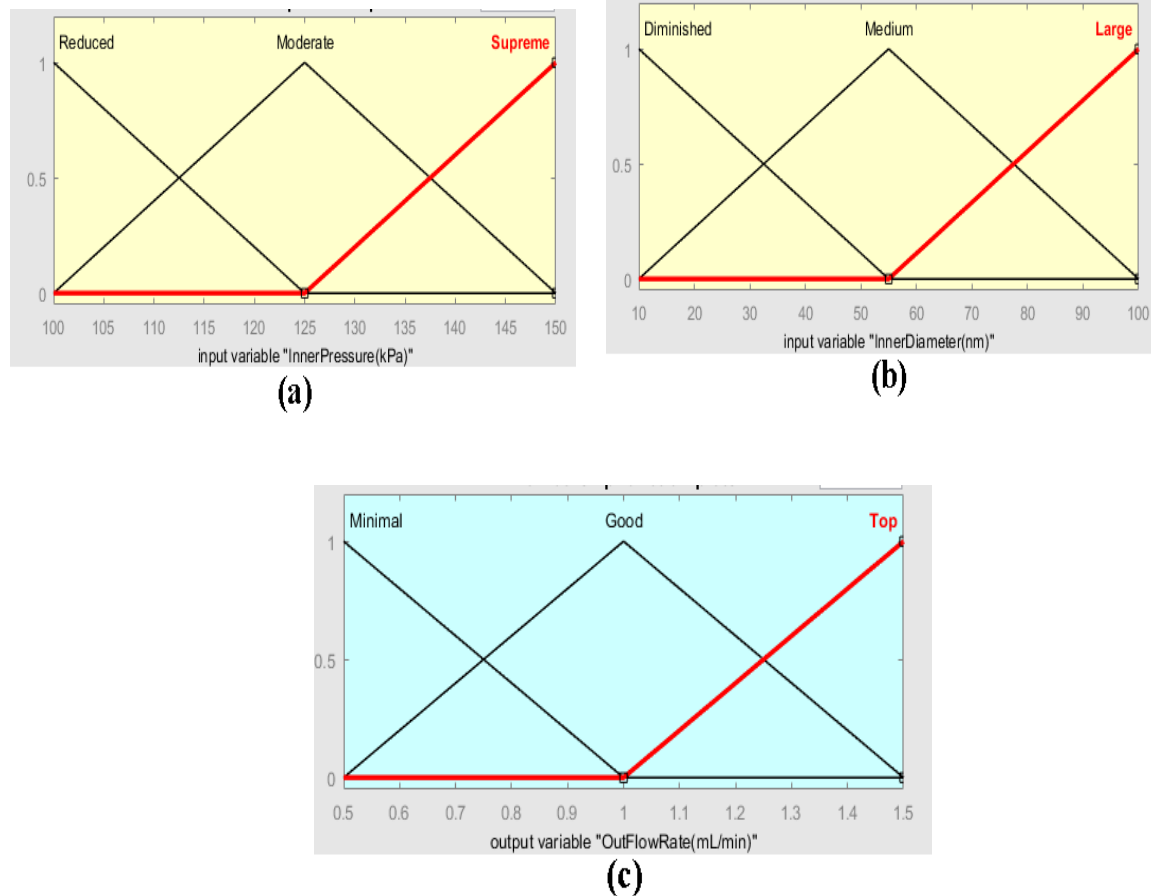 Reduced Moderate Supreme
1
0.5
0
100 105 110 115 120 125 130 135 140 145 150
input variable "InnerPressure(kPa)"
(a)
Diminished Medium Large
1
0.5
0
10 20 30 40 50 60 70 80 90 100
input variable "InnerDiameter(nm)"
(b)
Minimal Good Top
1
0.5
0
0.5 0.6 0.7 0.8 0.9 1 1.1 1.2 1.3 1.4 1.5
output variable "OutFlowRate(mL/min)"
(c)